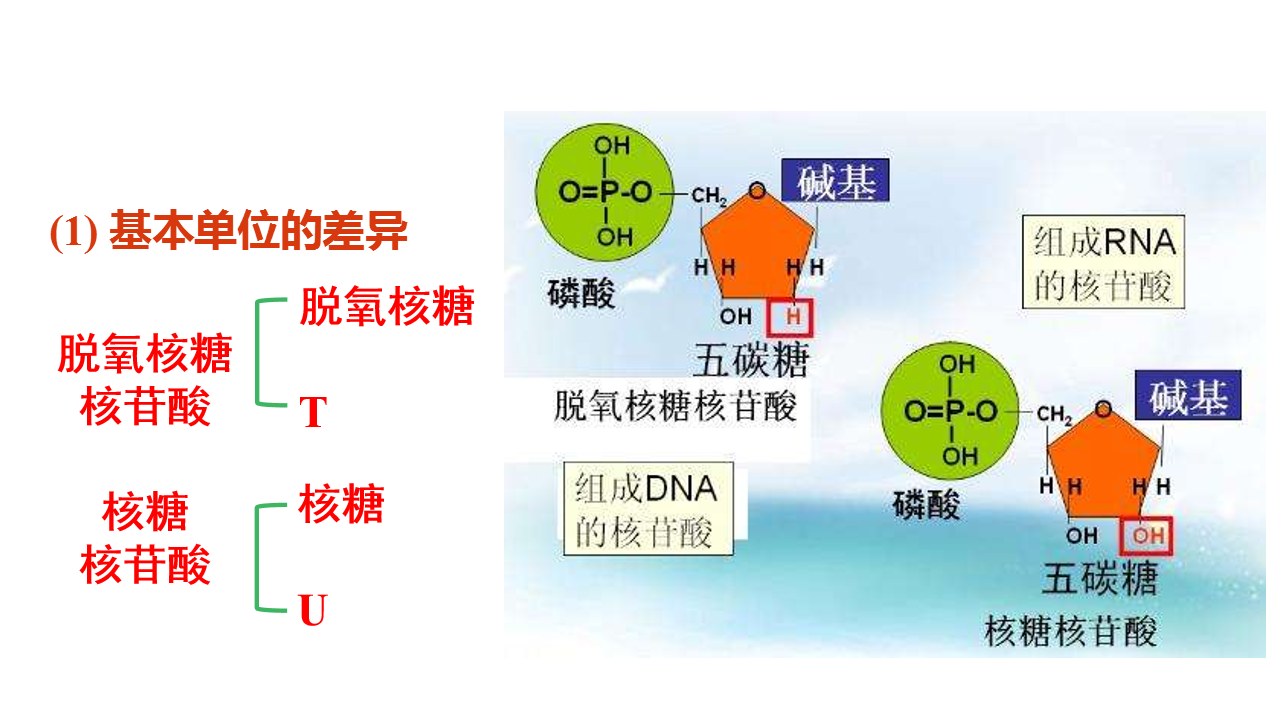 (1) 基本单位的差异
脱氧核糖
核苷酸
脱氧核糖
T
核糖
核苷酸
核糖
U
OH
O=P-O
OH
磷酸
CH2
O
碱基
H H
H H
OH
H
五碳糖
脱氧核糖核苷酸
组成DNA
的核苷酸
组成RNA
的核苷酸
OH
O=P-O
OH
磷酸
CH2
O
碱基
H H
H H
OH
OH
五碳糖
核糖核苷酸